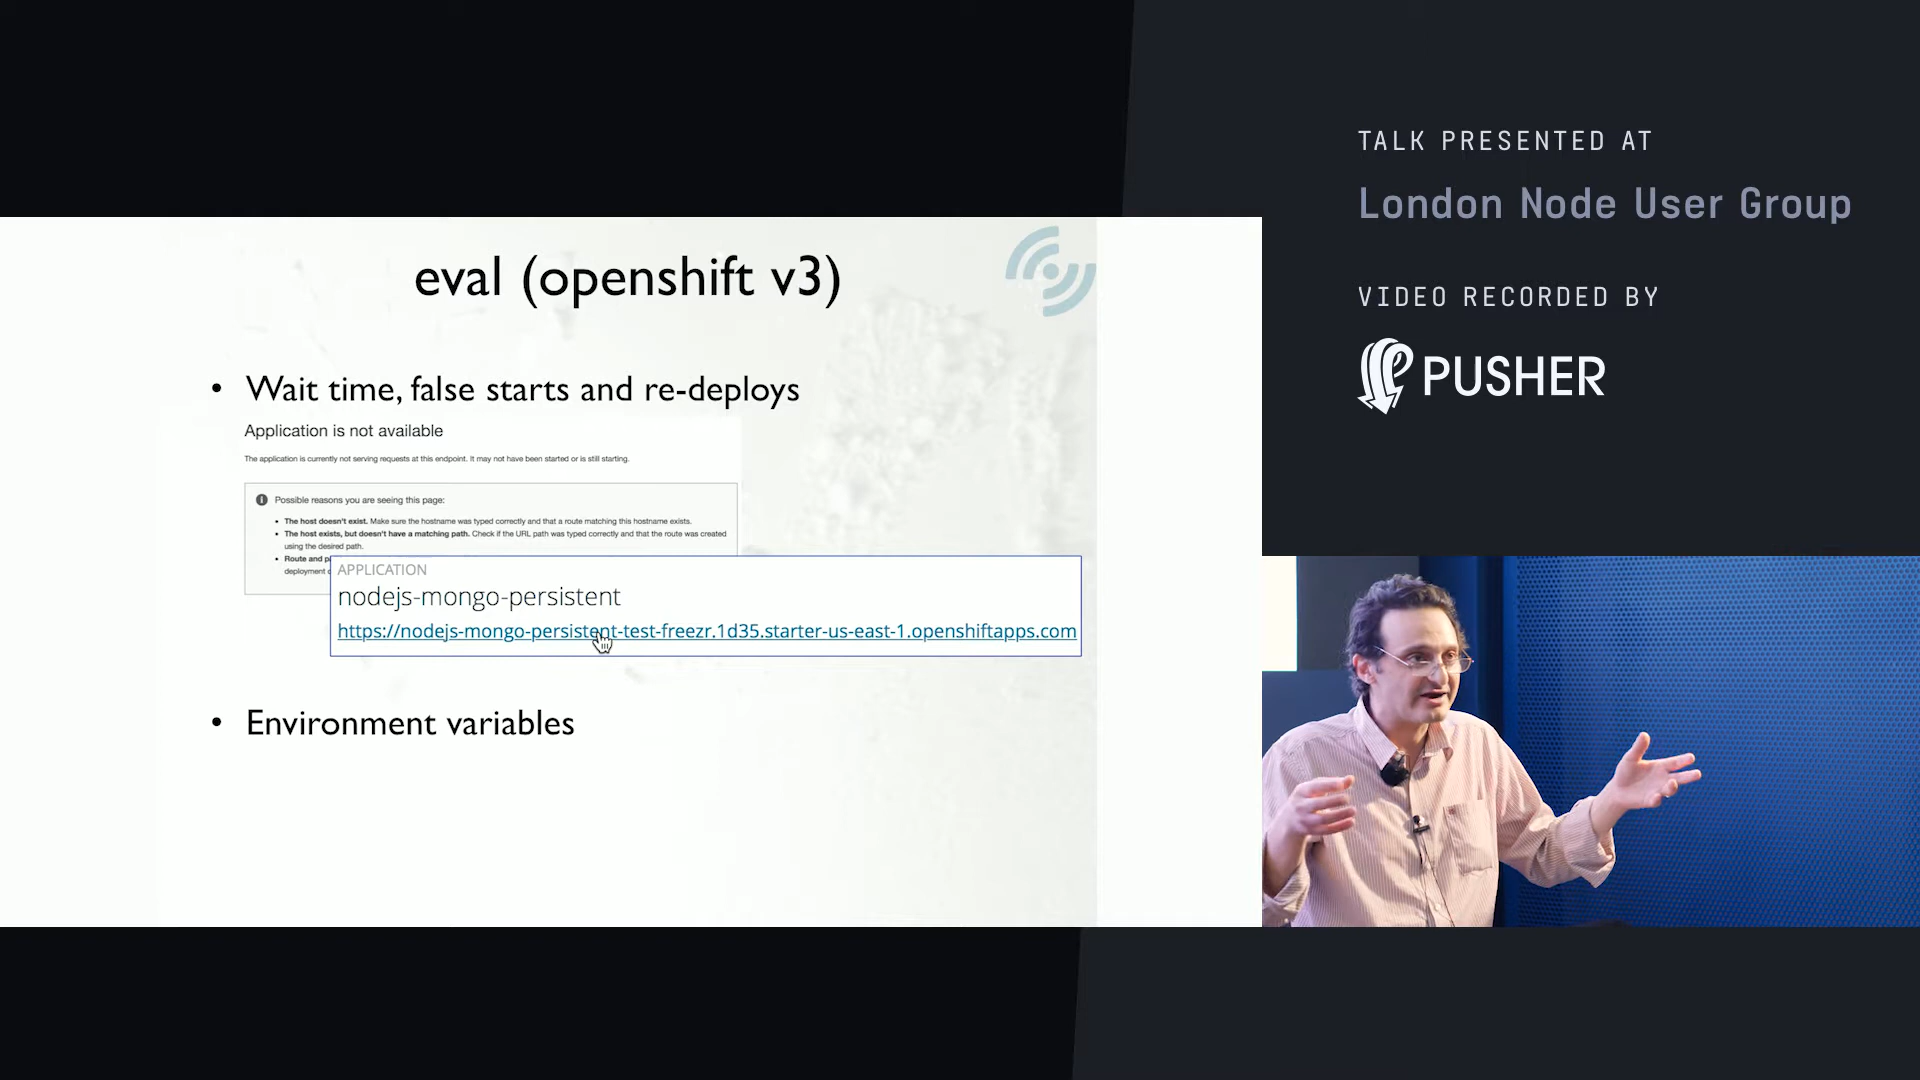 TALK PRESENTED AT
London Node User Group
VIDEO RECORDED BY
PUSHER
eval (openshift v3)
• Wait time, false starts and re-deploys
Application is not available
The application is currently not serving requests at this endpoint. It may not have been started or is still starting.
Possible reasons you are seeing this page:
• The host doesn't exist. Make sure the hostname was typed correctly and that a route matching this hostname exists.
• The host exists, but doesn't have a matching path. Check if the URL path was typed correctly and that the route was created
using the desired path.
• Route and p
deployment
APPLICATION
nodejs-mongo-persistent
https://nodejs-mongo-persistent-test-freezr.1d35.starter-us-east-1.openshiftapps.com
• Environment variables